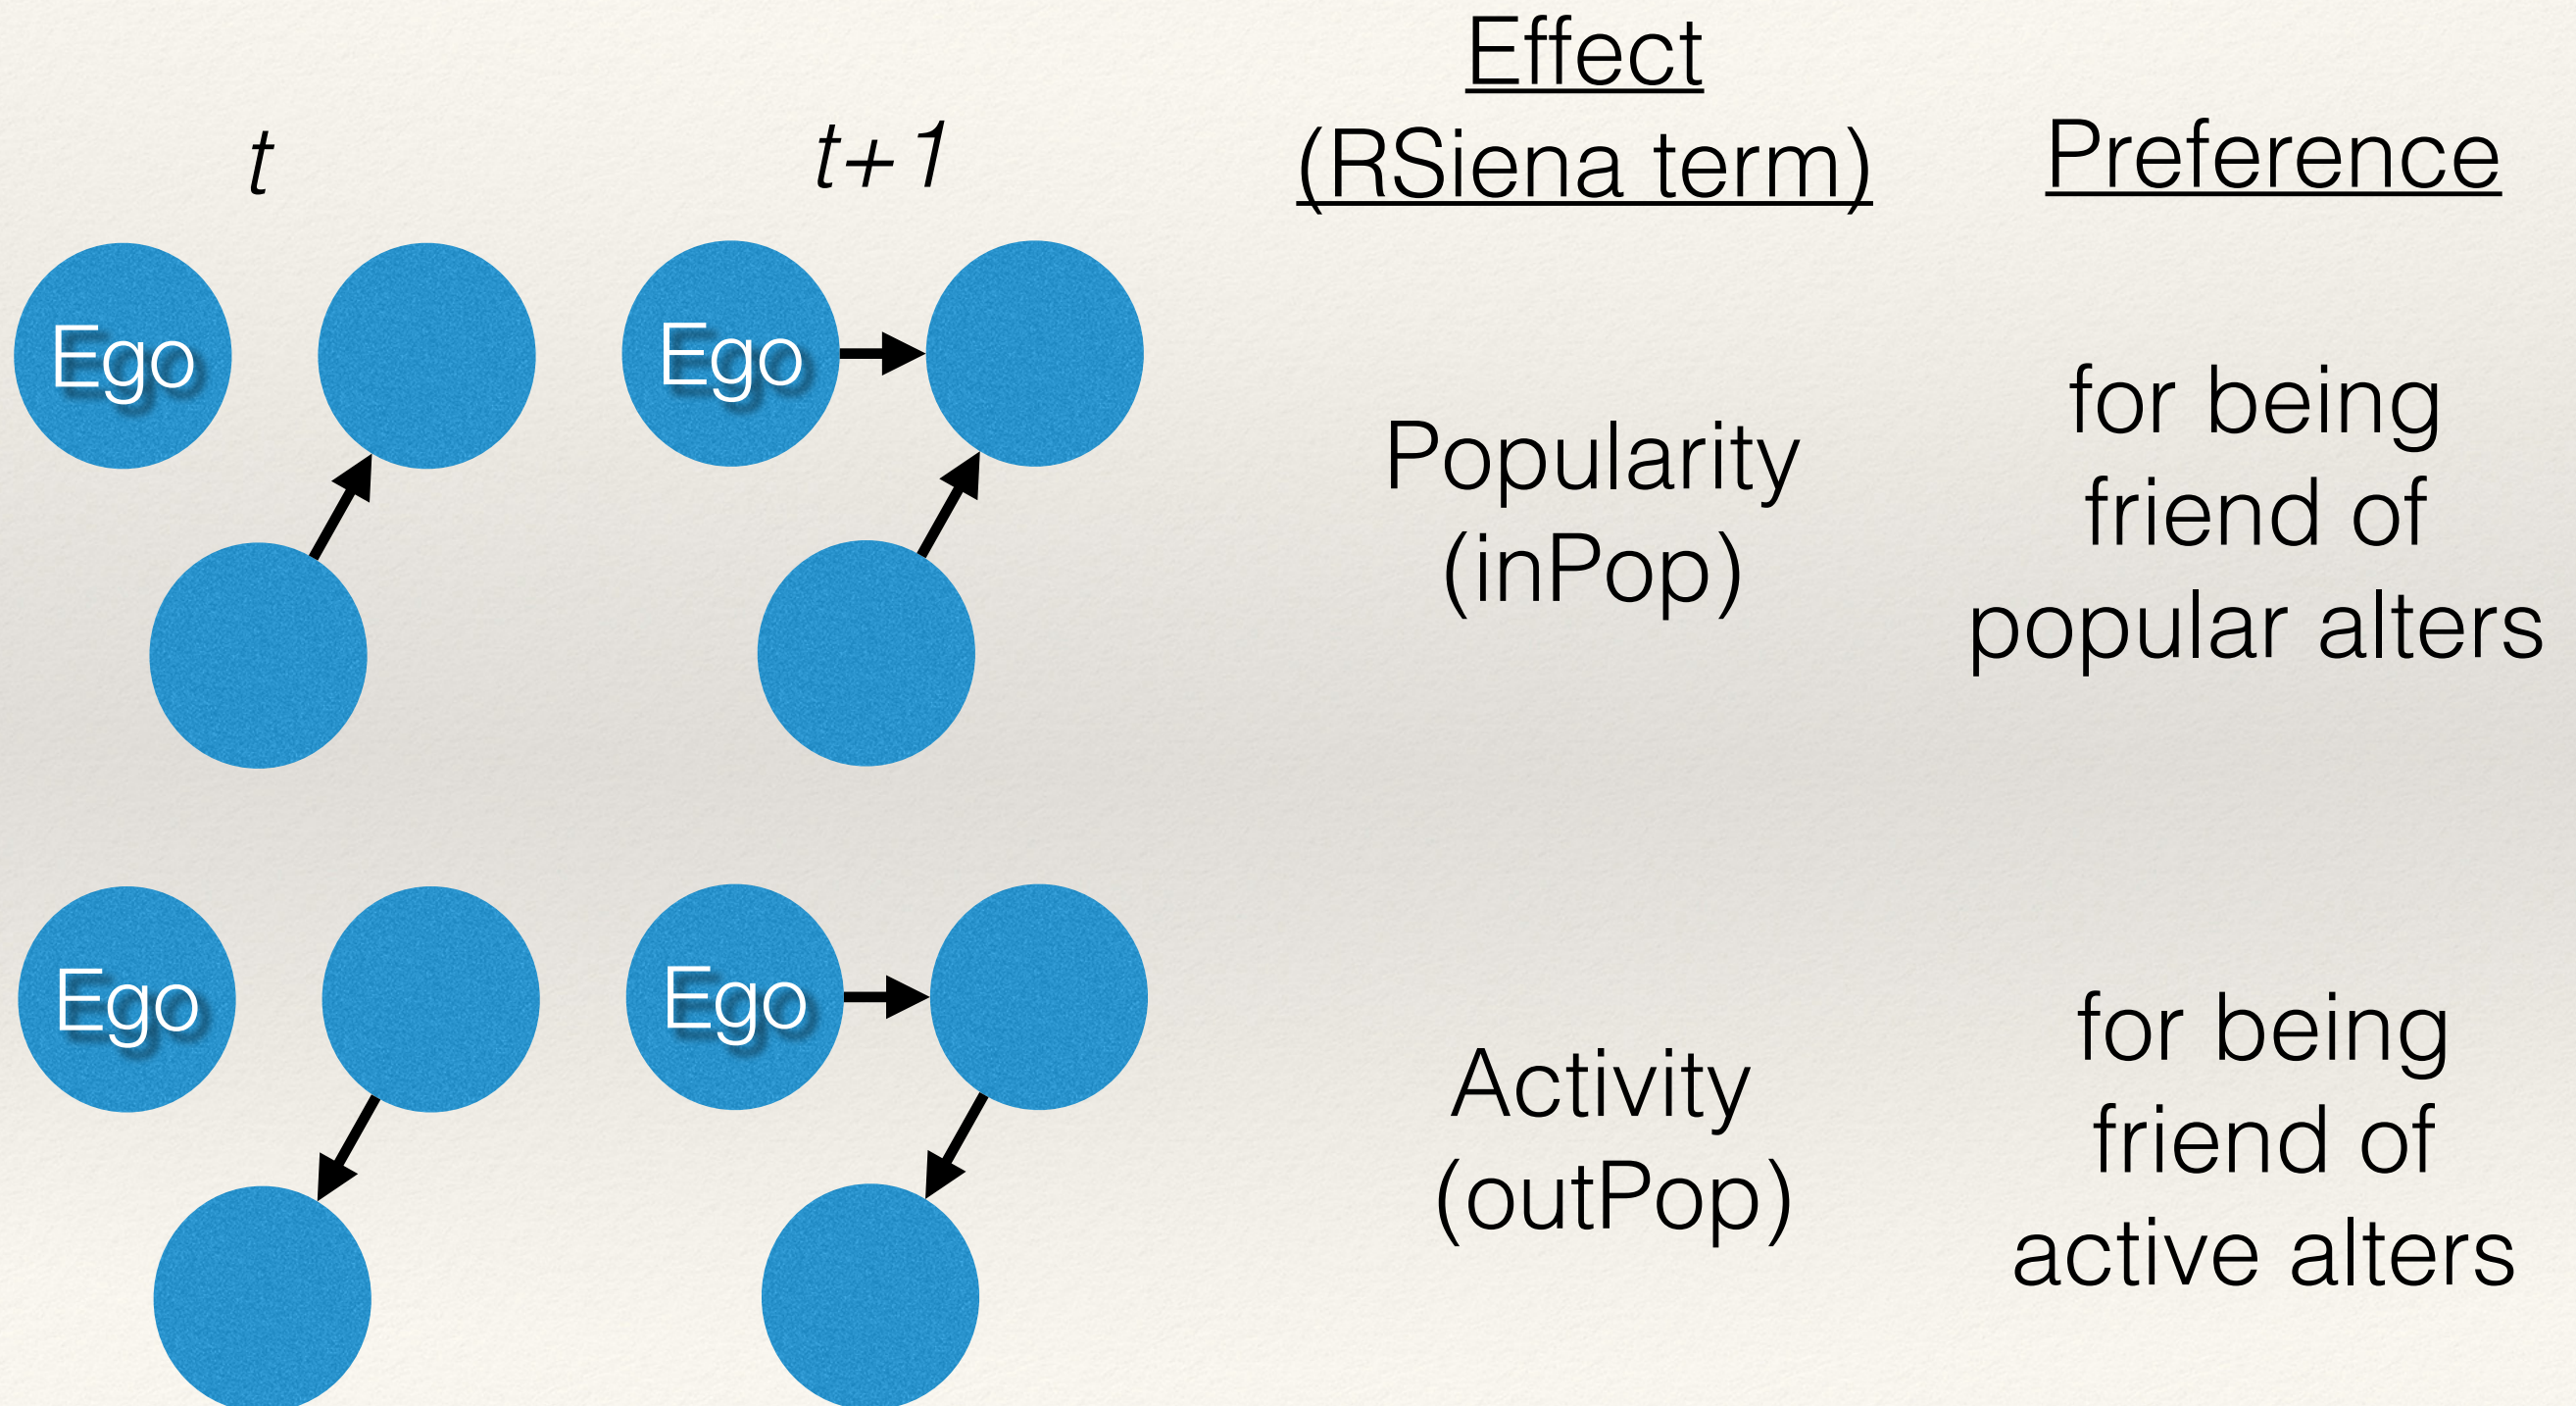 t
t+1
Effect
(RSiena term)
Preference
Ego
Ego
Popularity
(inPop)
for being
friend of
popular alters
Ego
Ego
Activity
(outPop)
for being
friend of
active alters